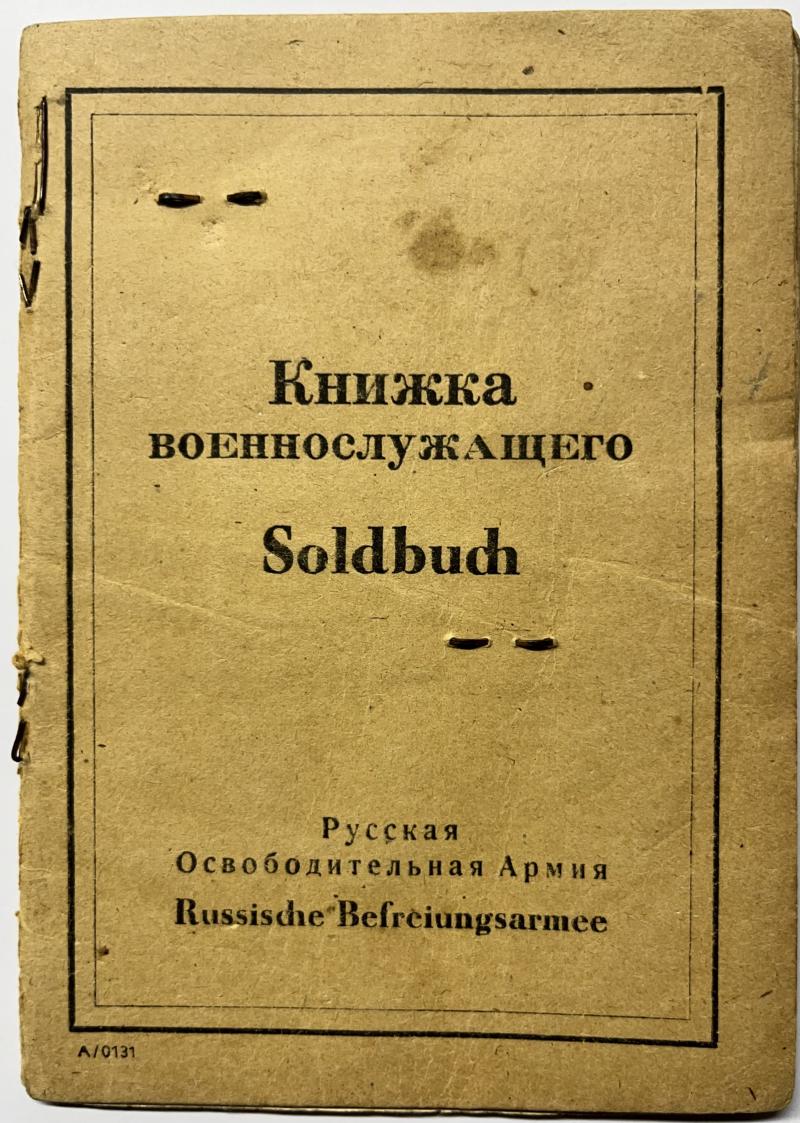 Книжка
военнослужащего
Soldbuch
Русская
Освободительная Армия
Russische Befreiungsarmee
A/0131